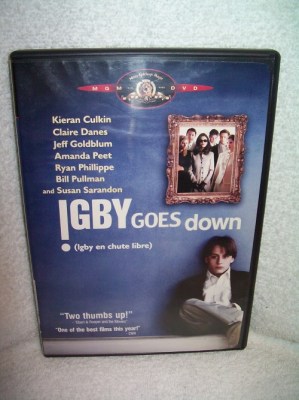 MGM DVD
Kieran Culkin
Claire Danes
Jeff Goldblum
Amanda Peet
Ryan Phillippe
Bill Pullman
and Susan Sarandon
IGBY GOES down
(Igby en chute libre)
"Two thumbs up!"
"One of the best films this year!"